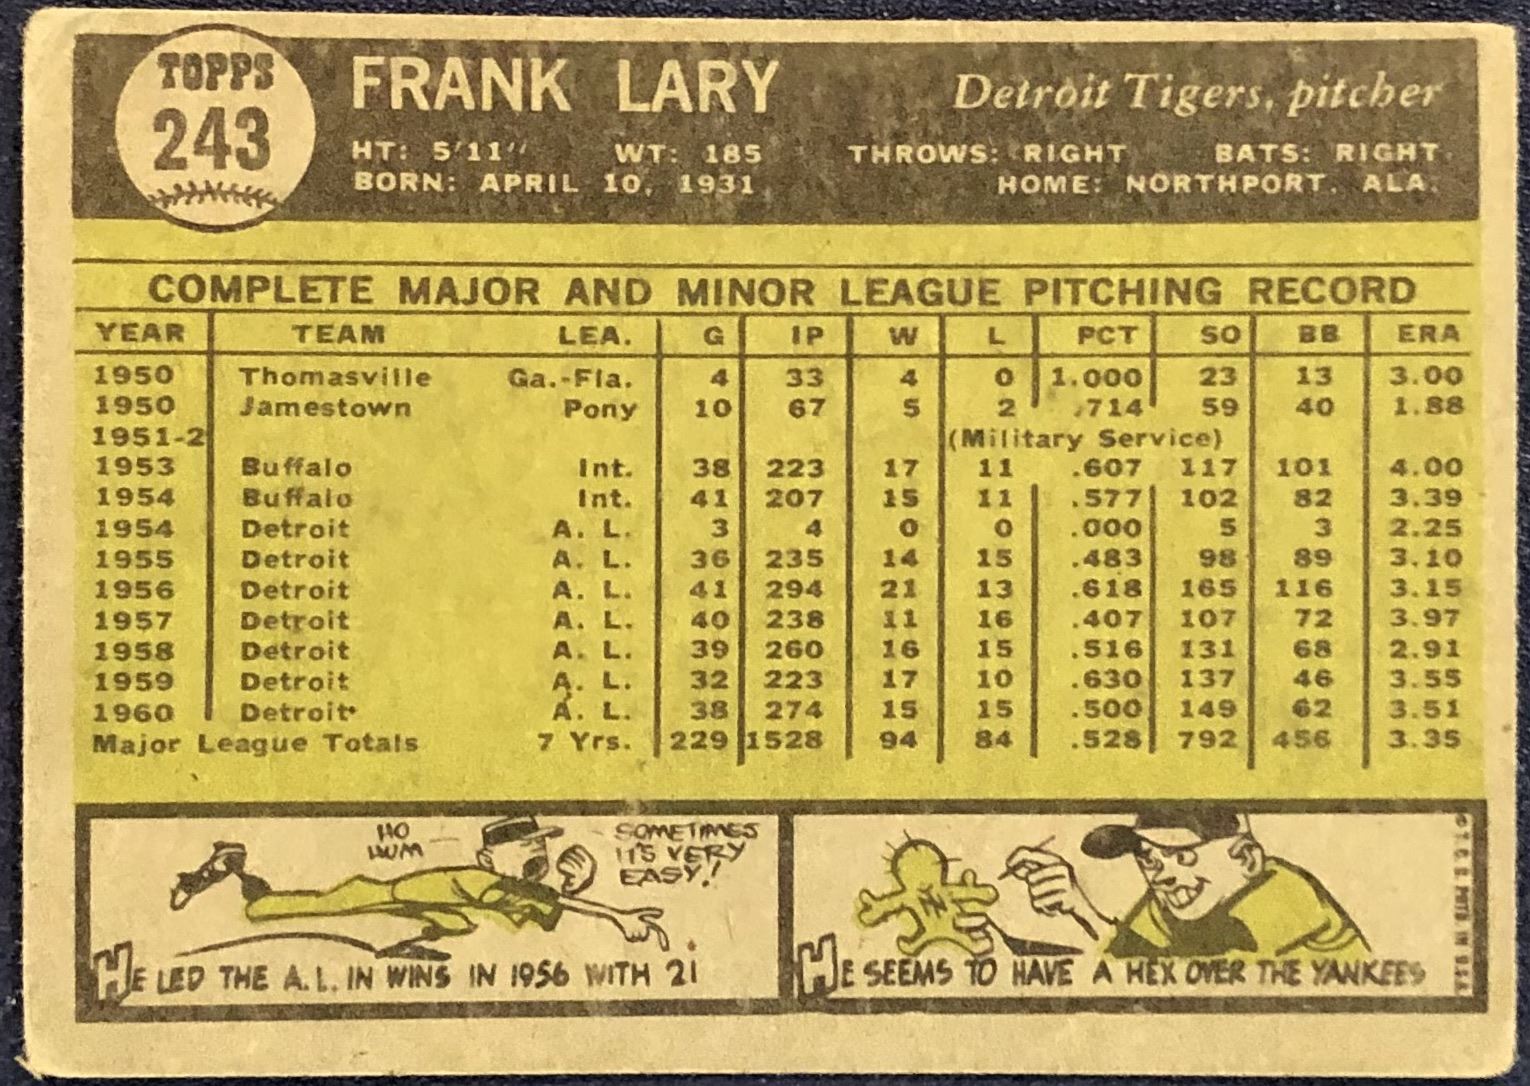 TOPPS
243
FRANK LARY
Detroit Tigers, pitcher
HT: 5'11" WT: 185 THROWS: RIGHT BATS: RIGHT
BORN: APRIL 10, 1931 HOME: NORTHPORT, ALA.
COMPLETE MAJOR AND MINOR LEAGUE PITCHING RECORD
YEAR TEAM LEA. G IP W L PCT SO BB ERA
1950 Thomasville Ga.-Fla. 4 33 4 0 1.000 23 13 3.00
1950 Jamestown Pony 10 67 5 2 .714 59 40 1.88
1951-2 (Military Service)
1953 Buffalo Int. 38 223 17 11 .607 117 101 4.00
1954 Buffalo Int. 41 207 15 11 .577 102 82 3.39
1954 Detroit A. L. 3 4 0 0 .000 5 3 2.25
1955 Detroit A. L. 36 235 14 15 .483 98 89 3.10
1956 Detroit A. L. 41 294 21 13 .618 165 116 3.15
1957 Detroit A. L. 40 238 11 16 .407 107 72 3.97
1958 Detroit A. L. 39 260 16 15 .516 131 68 2.91
1959 Detroit A. L. 32 223 17 10 .630 137 46 3.55
1960 Detroit A. L. 38 274 15 15 .500 149 62 3.51
Major League Totals 7 Yrs. 229 1528 94 84 .528 792 456 3.35
HO
HUM
SOMETIMES
IT'S VERY
EASY!
HE LED THE A.L. IN WINS IN 1956 WITH 21
NY
HE SEEMS TO HAVE A HEX OVER THE YANKEES
©T.C.G. PRTD IN U.S.A.